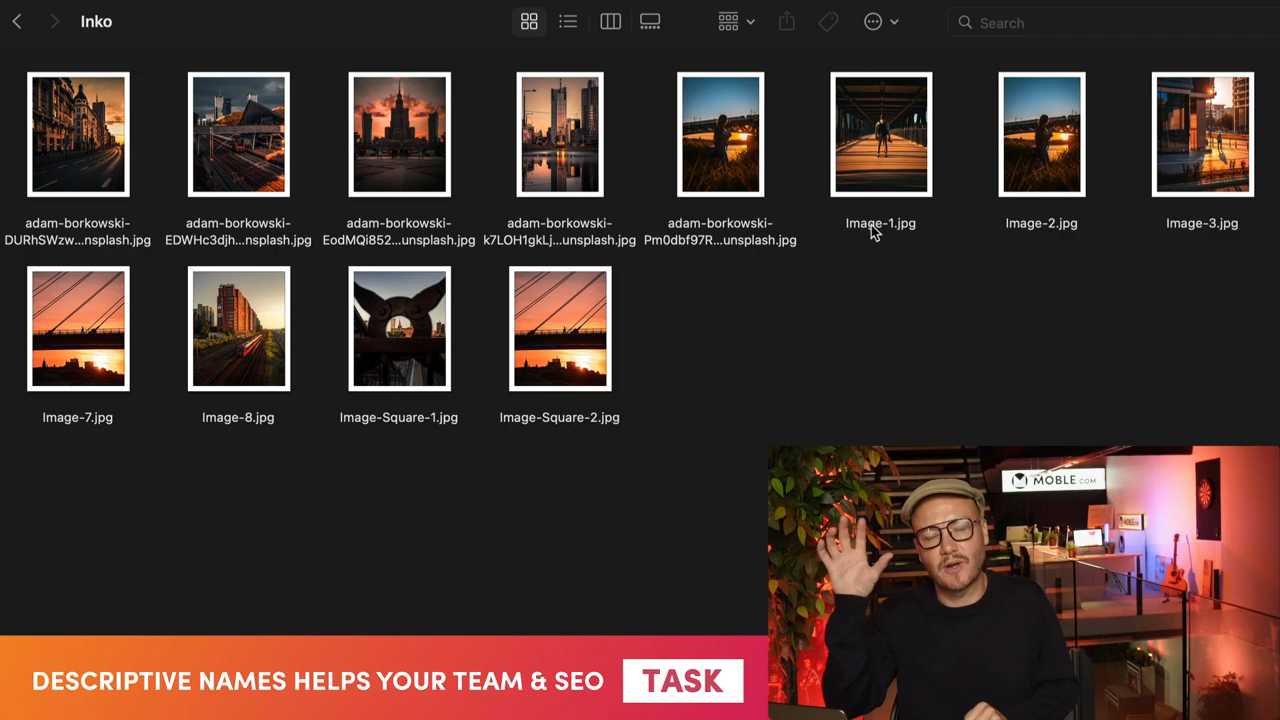 Inko
Search
adam-borkowski-
DURhSWzw...nsplash.jpg
adam-borkowski-
EDWHc3djh...nsplash.jpg
adam-borkowski-
EodMQi852...unsplash.jpg
adam-borkowski-
k7LOH1gkLj...unsplash.jpg
adam-borkowski-
Pm0dbf97R...unsplash.jpg
Image-1.jpg
Image-2.jpg
Image-3.jpg
Image-7.jpg
Image-8.jpg
Image-Square-1.jpg
Image-Square-2.jpg
MOBLE.COM
MOBLE
DESCRIPTIVE NAMES HELPS YOUR TEAM & SEO
TASK